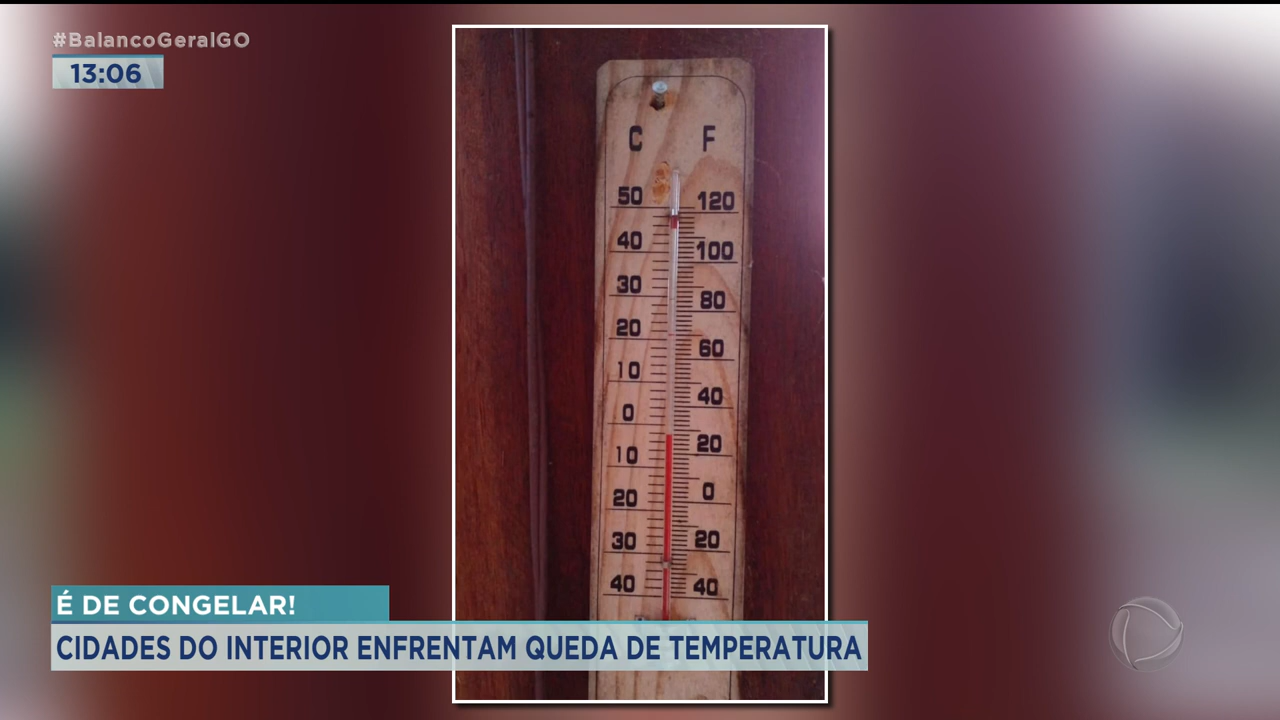 #BalancoGeralGO
13:06
C F
50 120
40 100
30 80
20 60
10 40
0 20
10 0
20 20
30 40
40
É DE CONGELAR!
CIDADES DO INTERIOR ENFRENTAM QUEDA DE TEMPERATURA